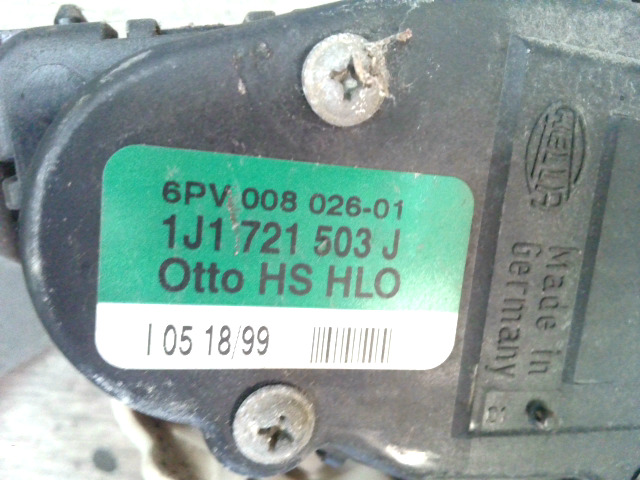 6PV 008 026-01
1J1 721 503 J
Otto HS HLO
I 05 18/99
HELLA
Made in
Germany